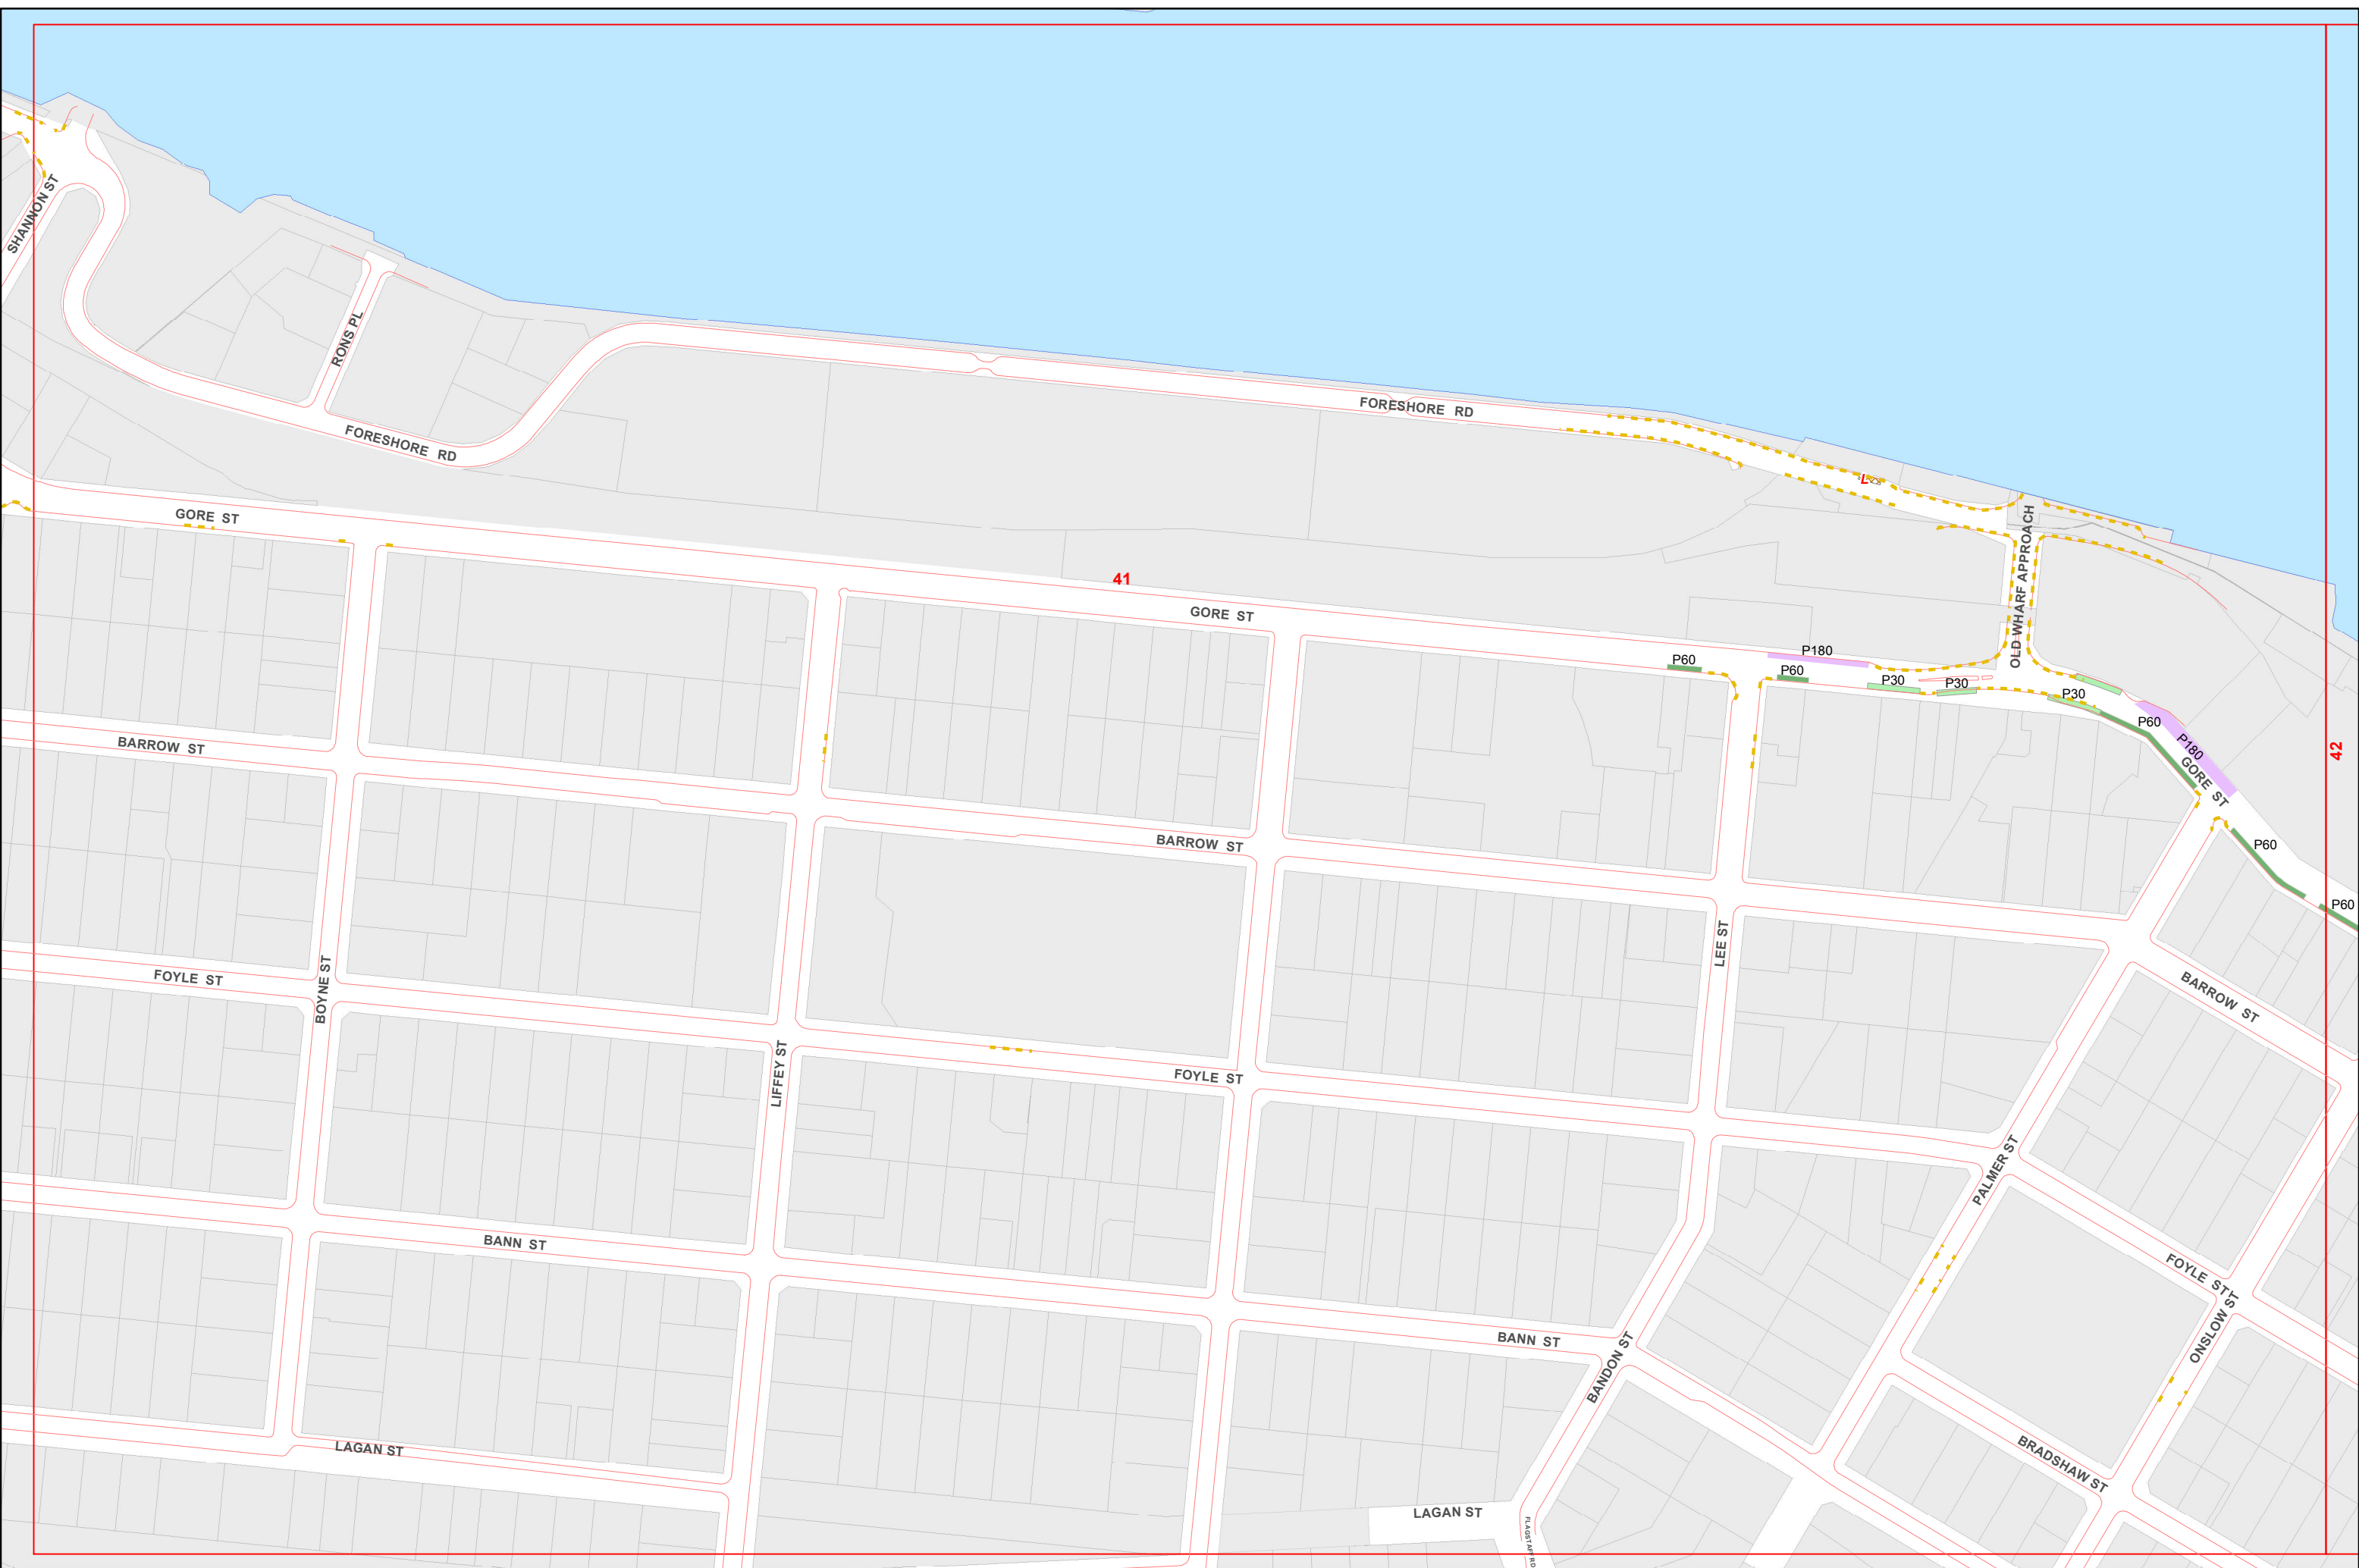 SHANNON ST
RONS PL
FORESHORE RD
FORESHORE RD
L
GORE ST
OLD WHARF APPROACH
41
GORE ST
P180
P60
P60
P30
P30
P30
P60
P180
GORE ST
42
BARROW ST
BARROW ST
P60
P60
LEE ST
FOYLE ST
BOYNE ST
BARROW ST
LIFFEY ST
FOYLE ST
PALMER ST
BANN ST
FOYLE ST
ONSLOW ST
BANN ST
BANDON ST
LAGAN ST
BRADSHAW ST
LAGAN ST
FLAGSTAFF RD